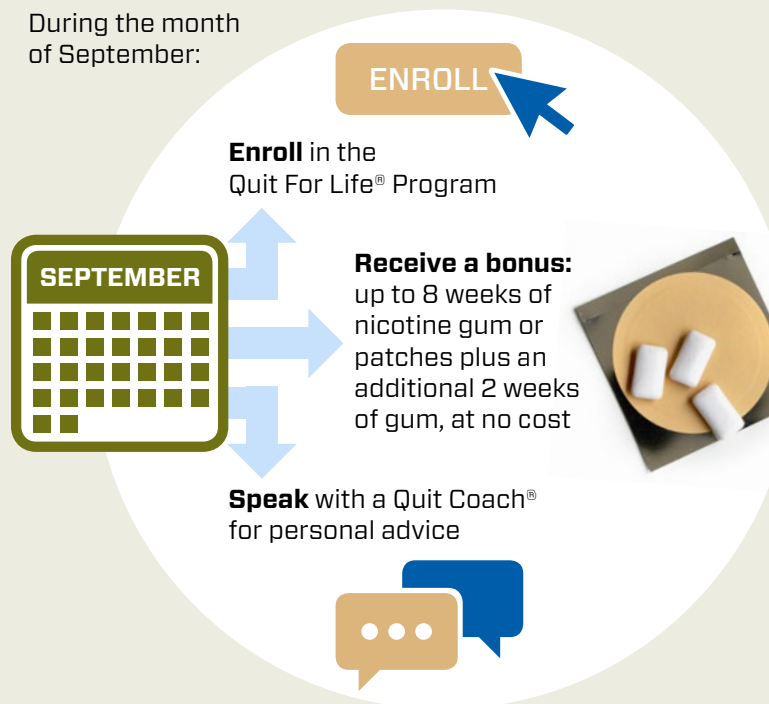 During the month
of September:
ENROLL
Enroll in the
Quit For Life® Program
SEPTEMBER
Receive a bonus:
up to 8 weeks of
nicotine gum or
patches plus an
additional 2 weeks
of gum, at no cost
Speak with a Quit Coach®
for personal advice